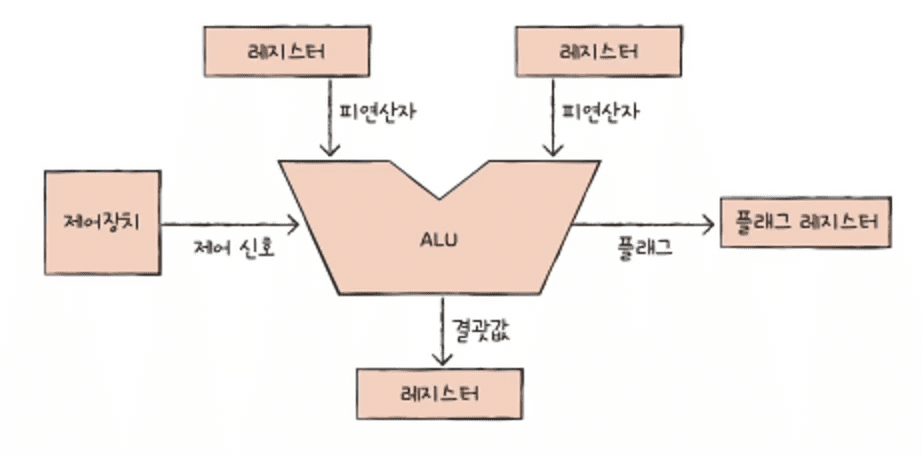 레지스터
레지스터
피연산자
피연산자
제어장치
제어 신호
ALU
플래그
플래그 레지스터
결괏값
레지스터